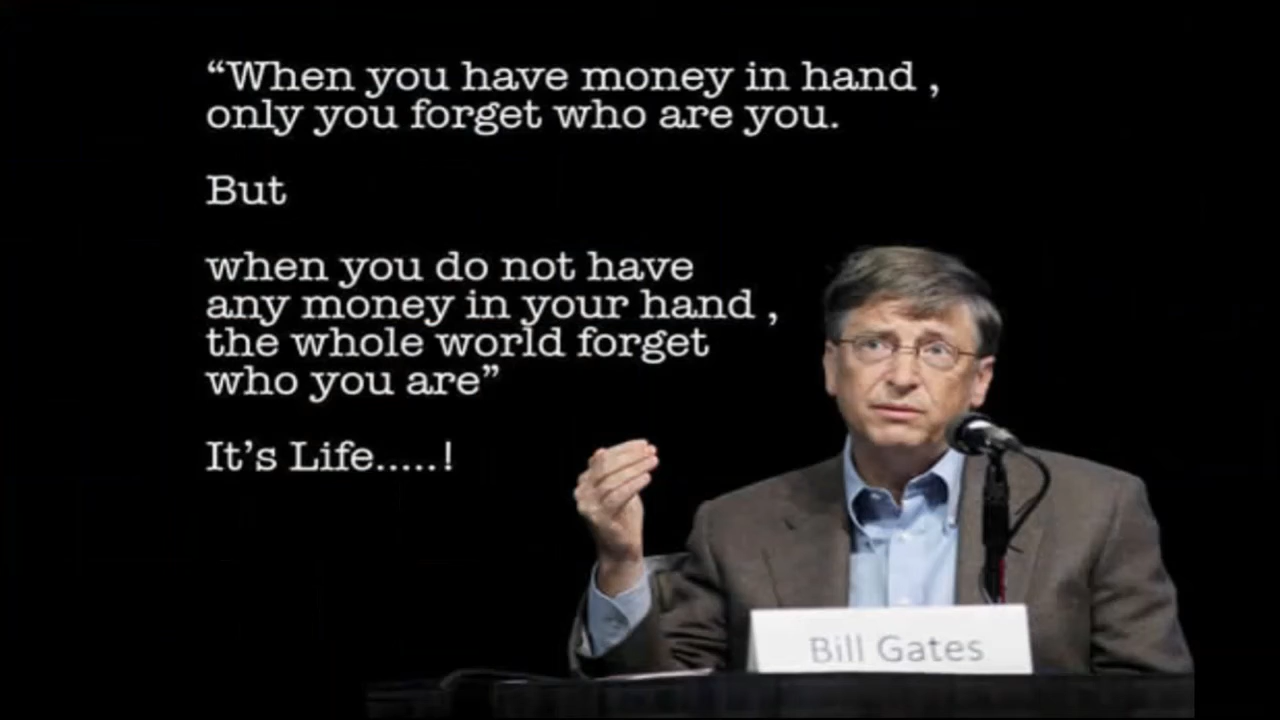 “When you have money in hand ,
only you forget who are you.
But
when you do not have
any money in your hand ,
the whole world forget
who you are”
It’s Life.....!
Bill Gates